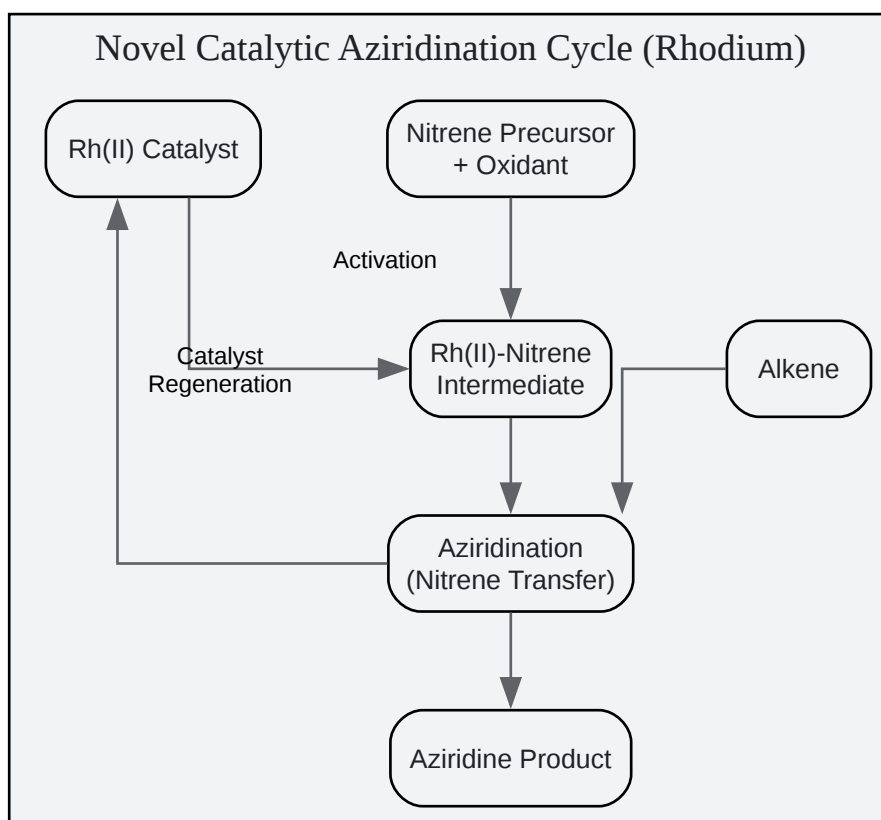 Novel Catalytic Aziridination Cycle (Rhodium)
Rh(II) Catalyst
Nitrene Precursor
+ Oxidant
Activation
Catalyst
Regeneration
Rh(II)-Nitrene
Intermediate
Alkene
Aziridination
(Nitrene Transfer)
Aziridine Product